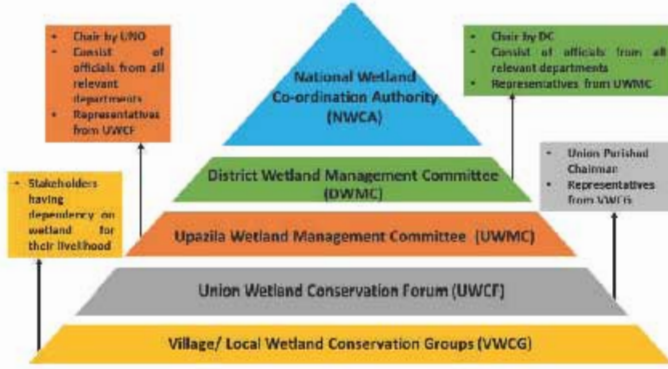 • Chair by UNO
• Consist of
officials from all
relevant
departments
• Representatives
from UWCF
• Chair by DC
• Consist of officials from all
relevant departments
• Representatives from UWMC
National Wetland
Co-ordination Authority
(NWCA)
• Stakeholders
having
dependency on
wetland for
their livelihood
• Union Parishad
Chairman
• Representatives
from VWCG
District Wetland Management Committee
(DWMC)
Upazila Wetland Management Committee (UWMC)
Union Wetland Conservation Forum (UWCF)
Village/ Local Wetland Conservation Groups (VWCG)